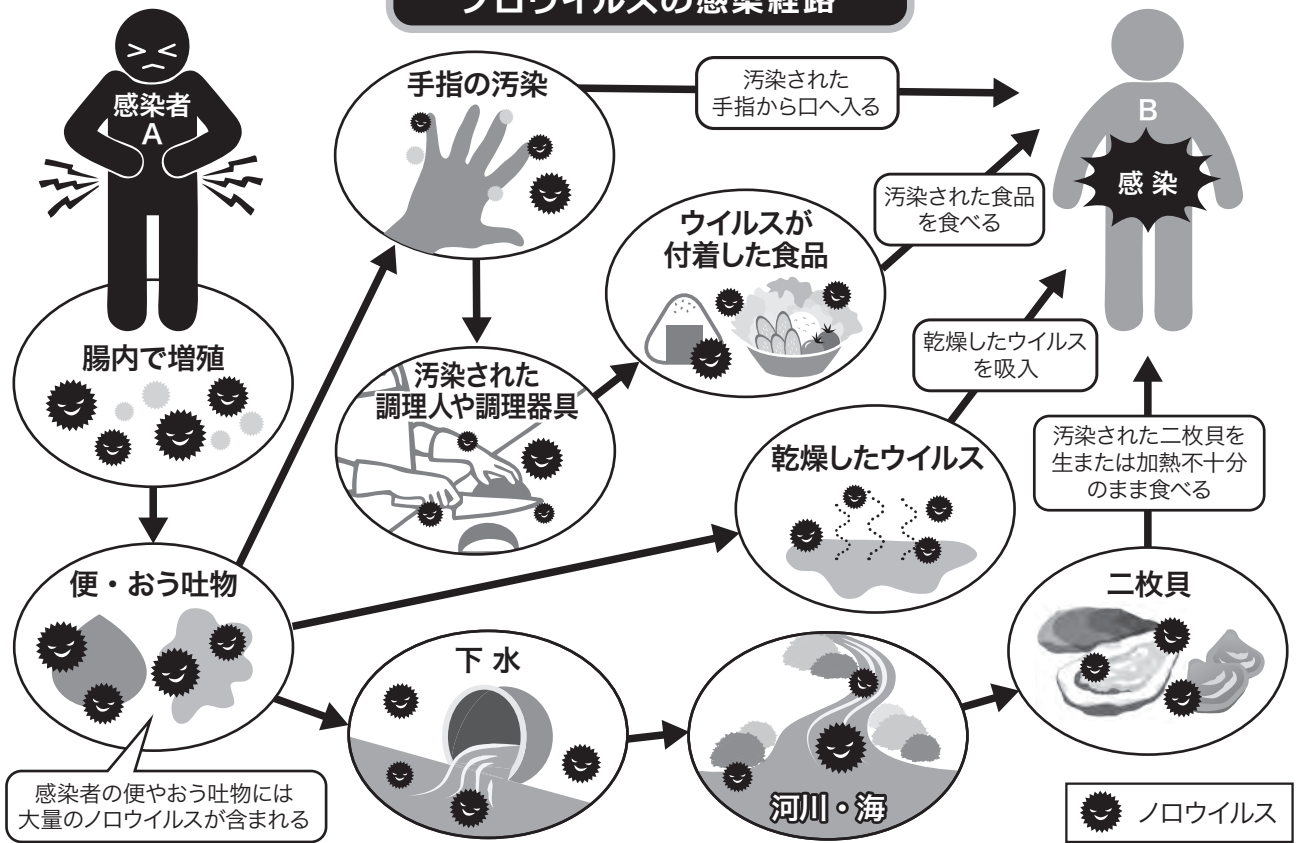 ノロウイルスの感染経路
感染者
A
腸内で増殖
便・おう吐物
感染者の便やおう吐物には
大量のノロウイルスが含まれる
手指の汚染
汚染された
手指から口へ入る
汚染された
調理人や調理器具
ウイルスが
付着した食品
汚染された食品
を食べる
乾燥したウイルス
乾燥したウイルス
を吸入
下水
河川・海
二枚貝
汚染された二枚貝を
生または加熱不十分
のまま食べる
B
感染
ノロウイルス